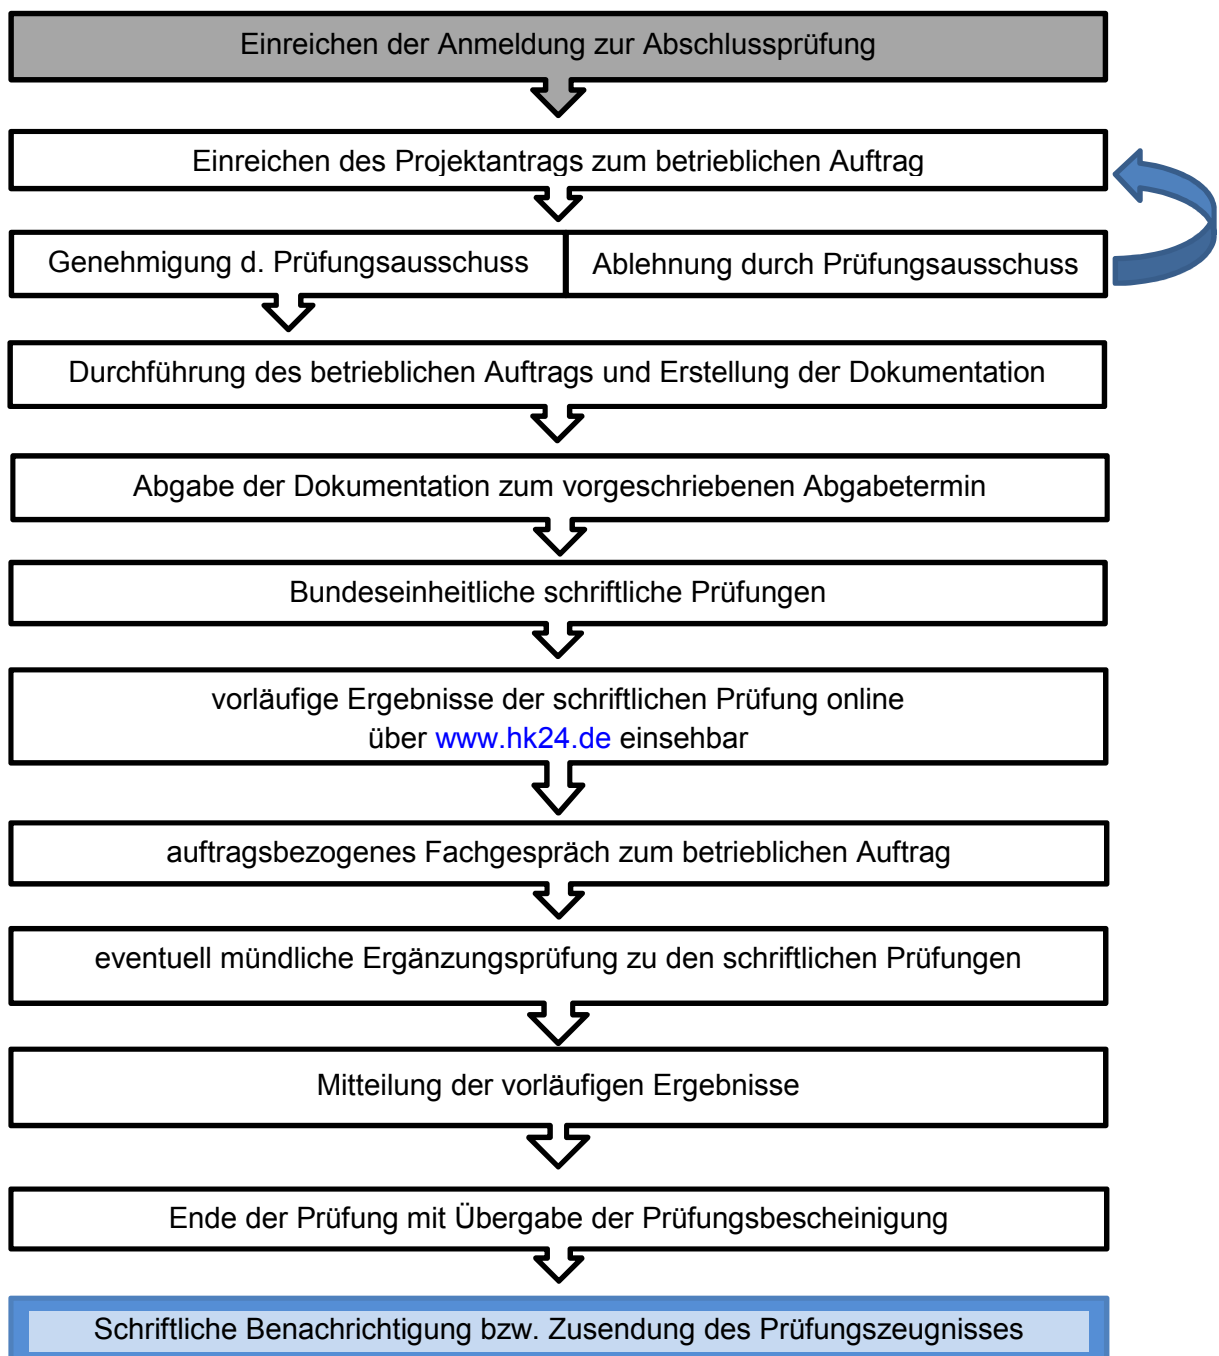 Einreichen der Anmeldung zur Abschlussprüfung
Einreichen des Projektantrags zum betrieblichen Auftrag
Genehmigung d. Prüfungsausschuss
Ablehnung durch Prüfungsausschuss
Durchführung des betrieblichen Auftrags und Erstellung der Dokumentation
Abgabe der Dokumentation zum vorgeschriebenen Abgabetermin
Bundeseinheitliche schriftliche Prüfungen
vorläufige Ergebnisse der schriftlichen Prüfung online
über www.hk24.de einsehbar
auftragsbezogenes Fachgespräch zum betrieblichen Auftrag
eventuell mündliche Ergänzungsprüfung zu den schriftlichen Prüfungen
Mitteilung der vorläufigen Ergebnisse
Ende der Prüfung mit Übergabe der Prüfungsbescheinigung
Schriftliche Benachrichtigung bzw. Zusendung des Prüfungszeugnisses